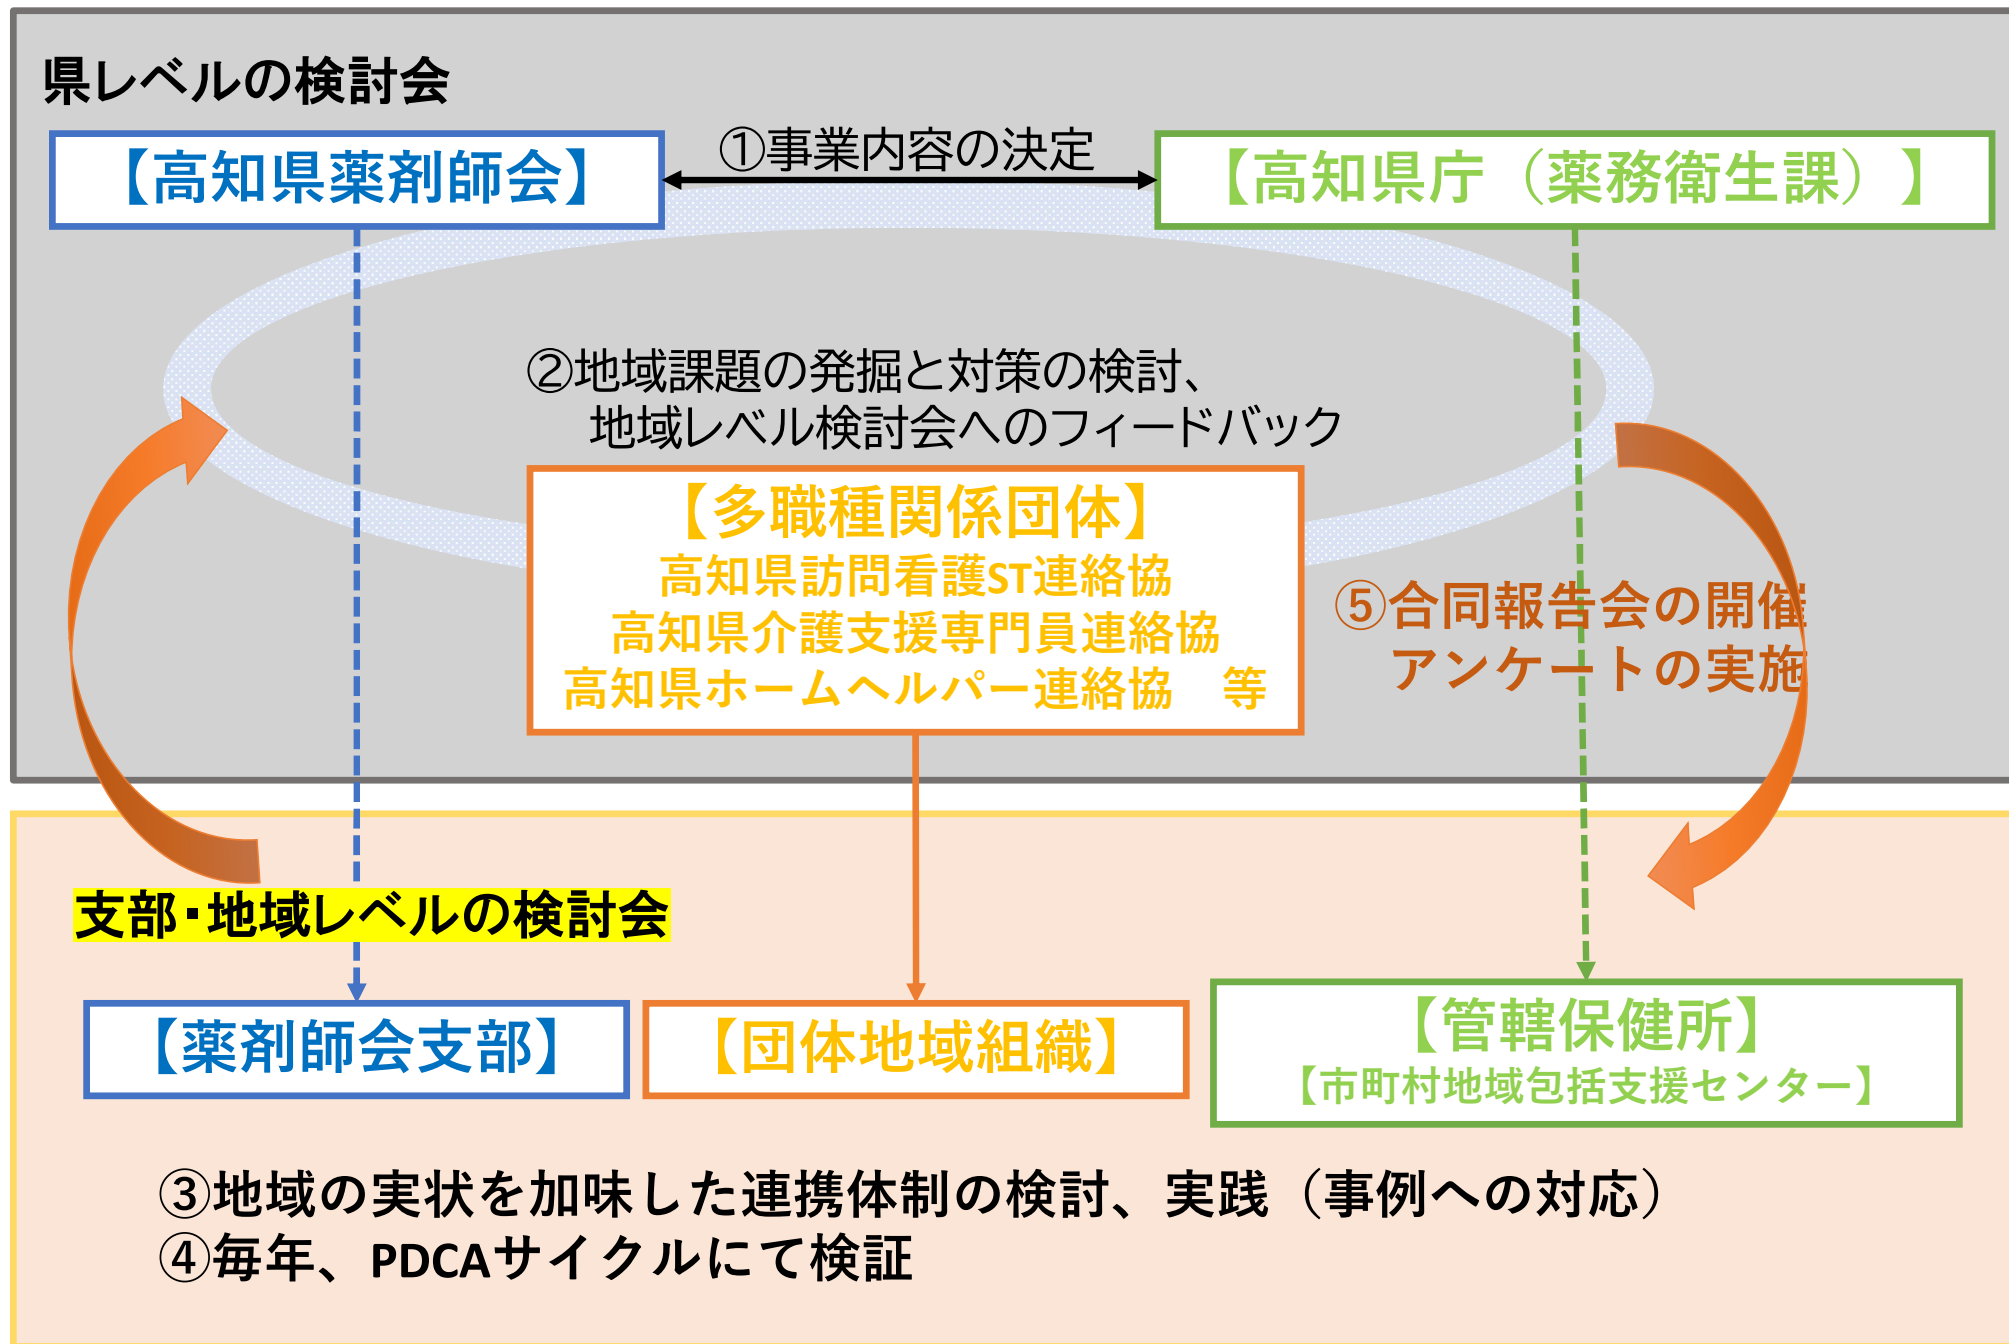 県レベルの検討会
【高知県薬剤師会】
①事業内容の決定
【高知県庁（薬務衛生課）】
②地域課題の発掘と対策の検討、
地域レベル検討会へのフィードバック
【多職種関係団体】
高知県訪問看護ST連絡協
高知県介護支援専門員連絡協
高知県ホームヘルパー連絡協　等
⑤合同報告会の開催
アンケートの実施
支部・地域レベルの検討会
【薬剤師会支部】
【団体地域組織】
【管轄保健所】
【市町村地域包括支援センター】
③地域の実状を加味した連携体制の検討、実践（事例への対応）
④毎年、PDCAサイクルにて検証